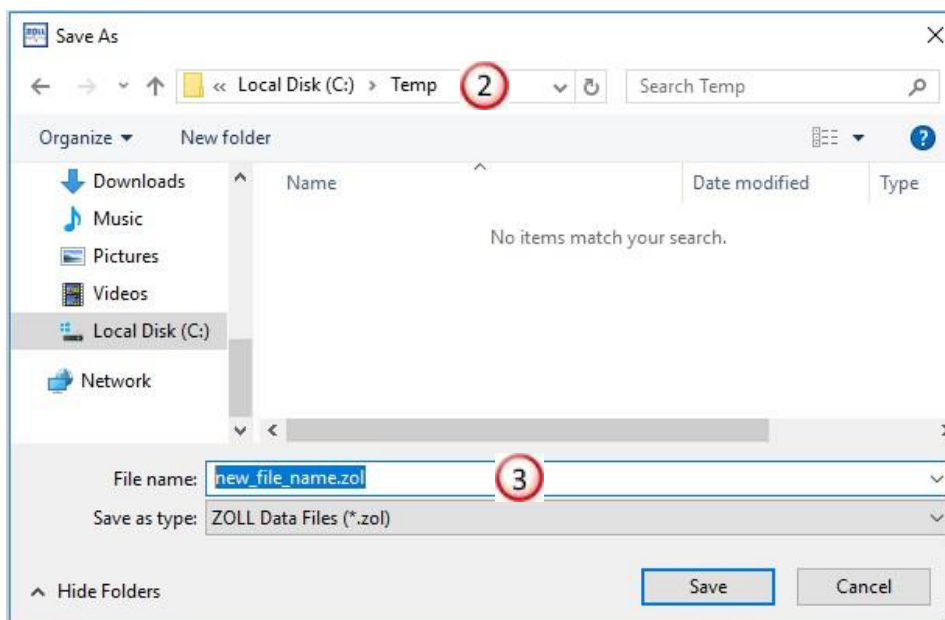 ZOLL Save As
« Local Disk (C:) › Temp 2 Search Temp
Organize New folder ?
Downloads Name Date modified Type
Music
No items match your search.
Pictures
Videos
Local Disk (C:)
Network
File name: new_file_name.zol 3
Save as type: ZOLL Data Files (*.zol)
Hide Folders Save Cancel